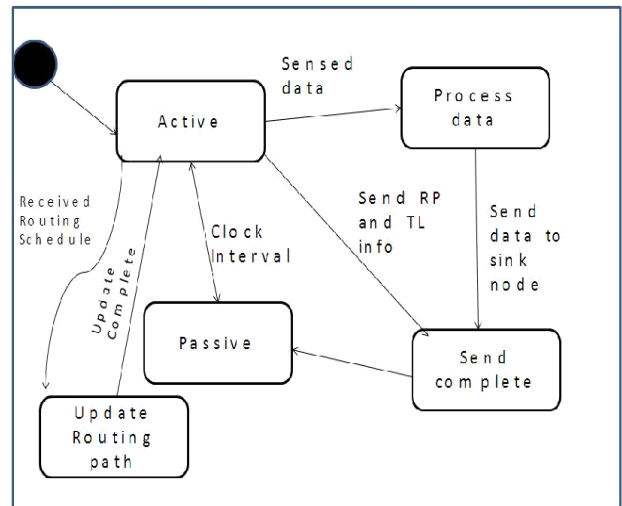 Sensed
data
Process
data
Active
Received
Routing
Schedule
Update
Complete
Clock
Interval
Send RP
and TL
info
Send
data to
sink
node
Passive
Send
complete
Update
Routing
path